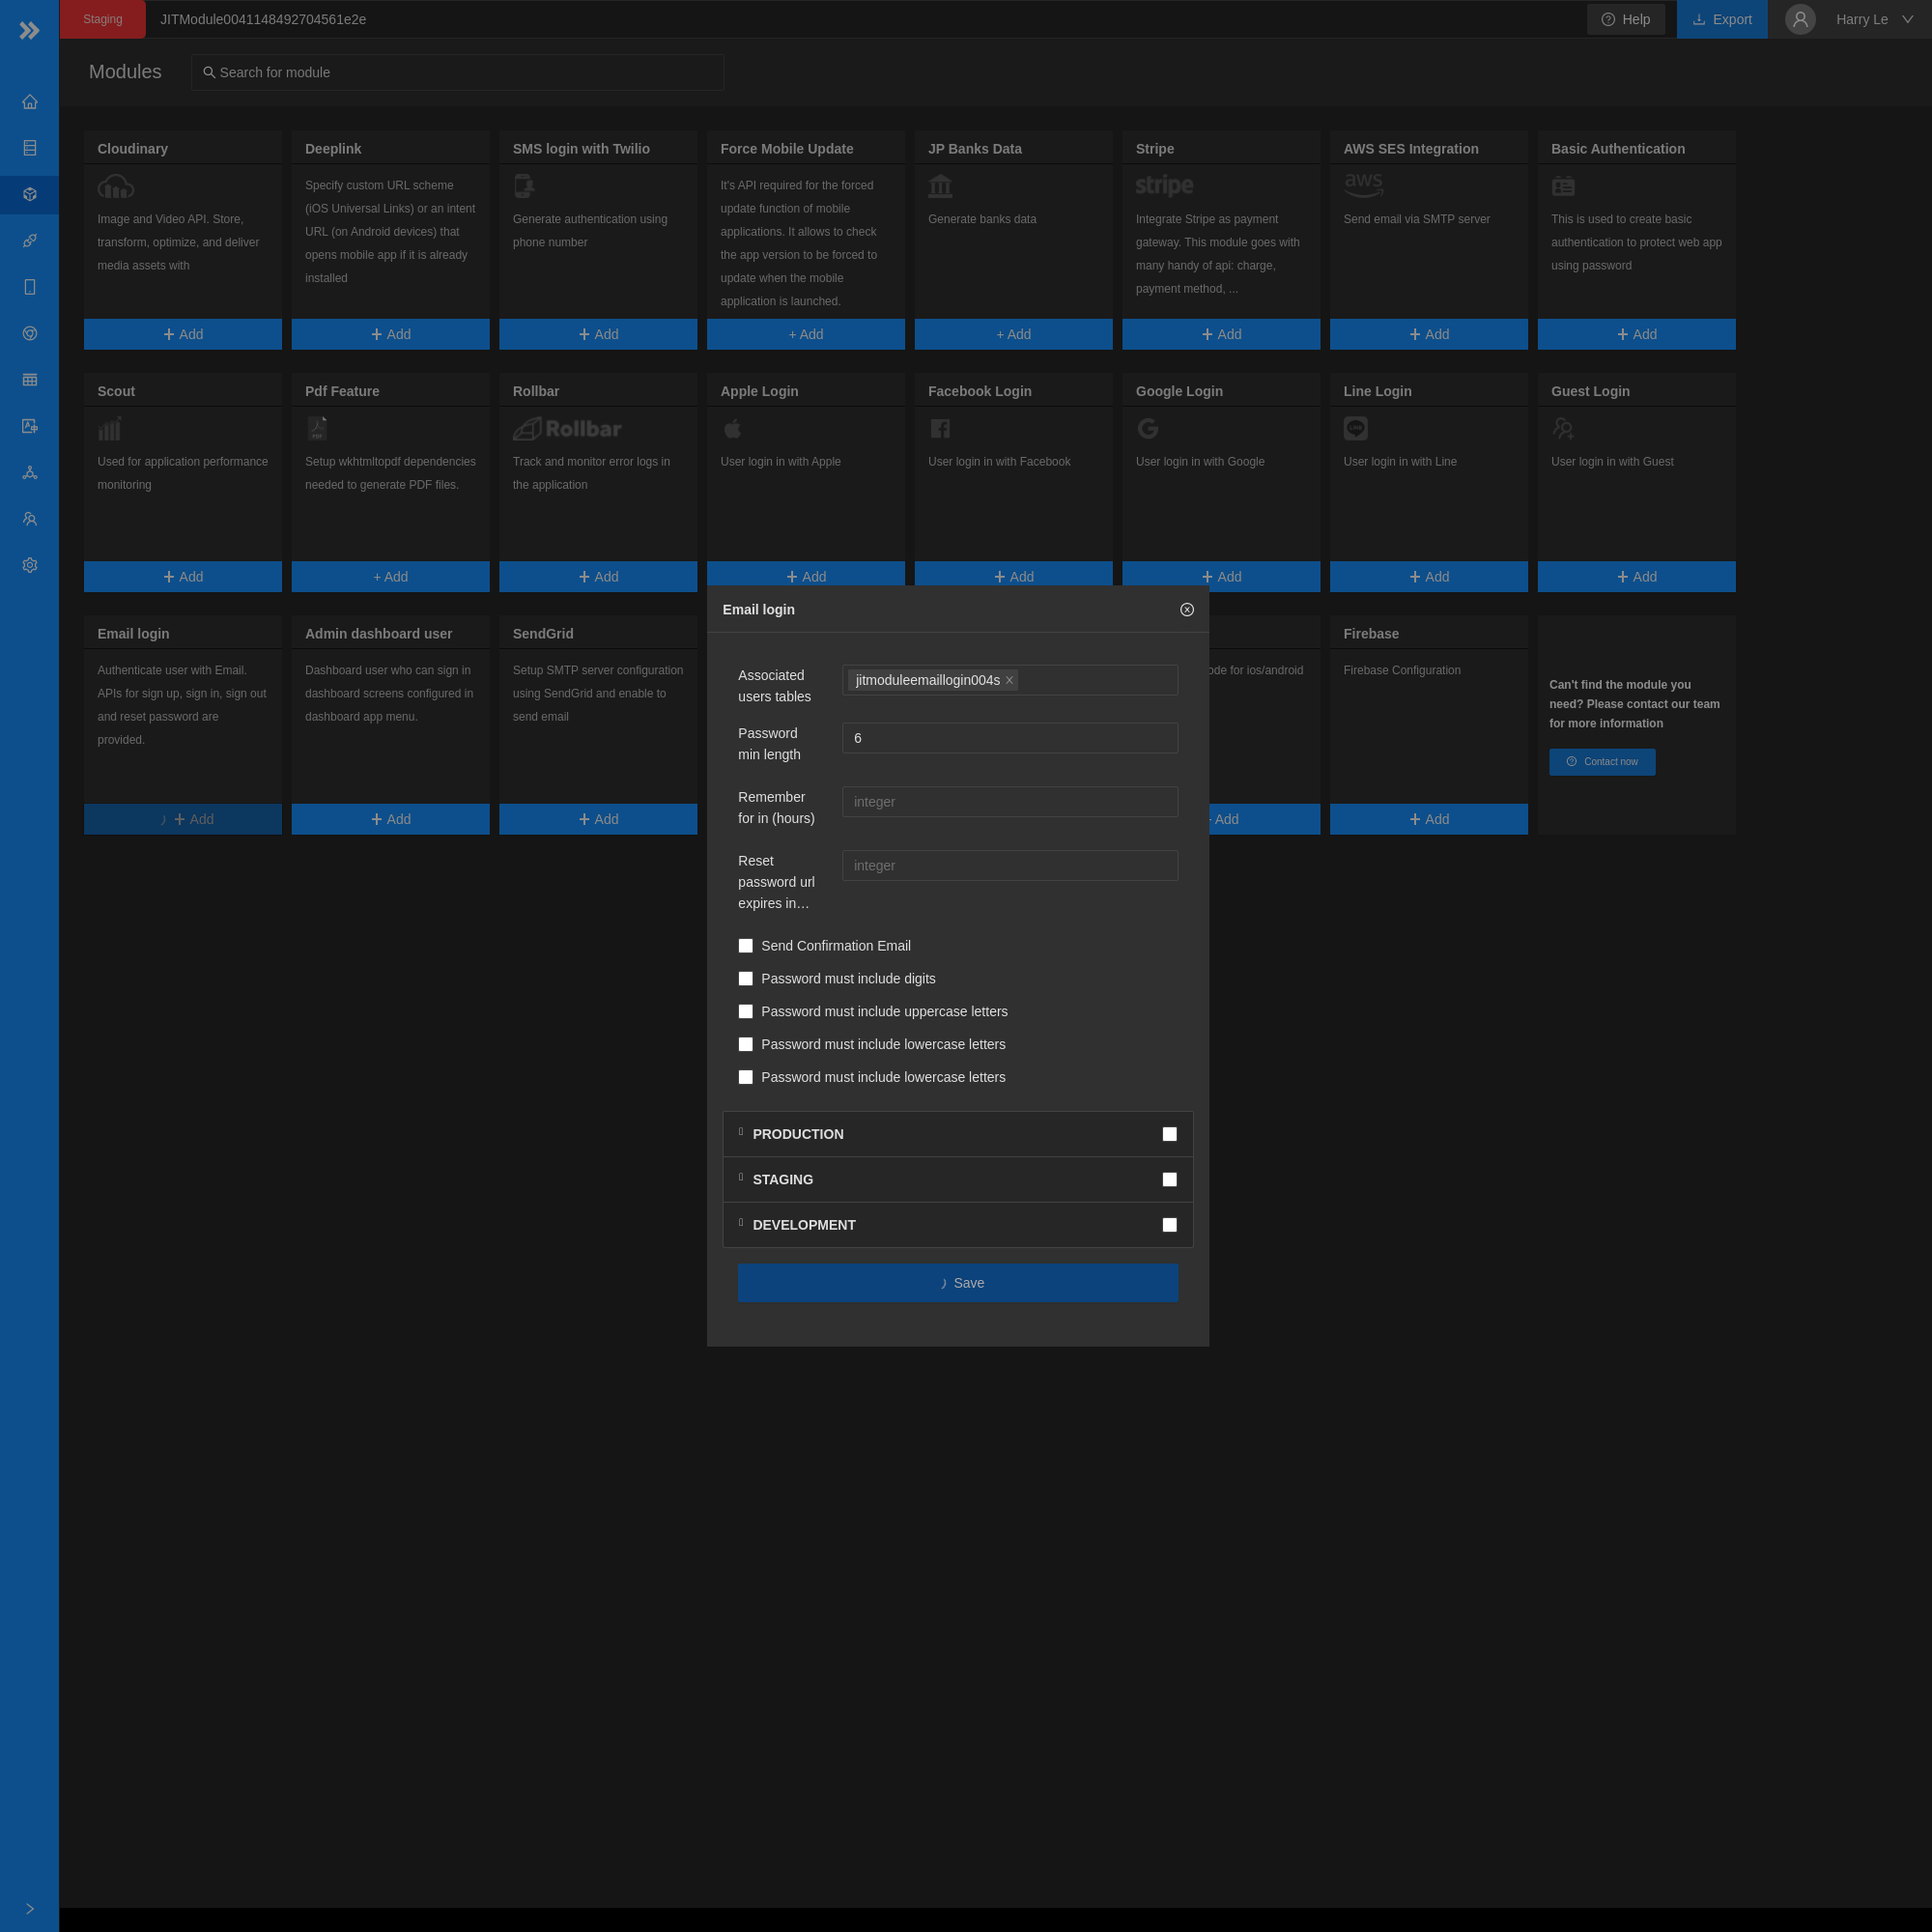 Staging
JITModule0041148492704561e2e
Help
Export
Harry Le
Modules
Search for module
Cloudinary
Image and Video API. Store,
transform, optimize, and deliver
media assets with
+ Add
Deeplink
Specify custom URL scheme
(iOS Universal Links) or an intent
URL (on Android devices) that
opens mobile app if it is already
installed
+ Add
SMS login with Twilio
Generate authentication using
phone number
+ Add
Force Mobile Update
It's API required for the forced
update function of mobile
applications. It allows to check
the app version to be forced to
update when the mobile
application is launched.
+ Add
JP Banks Data
Generate banks data
+ Add
Stripe
stripe
Integrate Stripe as payment
gateway. This module goes with
many handy of api: charge,
payment method, ...
+ Add
AWS SES Integration
aws
Send email via SMTP server
+ Add
Basic Authentication
This is used to create basic
authentication to protect web app
using password
+ Add
Scout
Used for application performance
monitoring
+ Add
Pdf Feature
PDF
Setup wkhtmltopdf dependencies
needed to generate PDF files.
+ Add
Rollbar
Rollbar
Track and monitor error logs in
the application
+ Add
Apple Login
User login in with Apple
+ Add
Facebook Login
User login in with Facebook
+ Add
Google Login
User login in with Google
+ Add
Line Login
LINE
User login in with Line
+ Add
Guest Login
User login in with Guest
+ Add
Email login
Authenticate user with Email.
APIs for sign up, sign in, sign out
and reset password are
provided.
+ Add
Admin dashboard user
Dashboard user who can sign in
dashboard screens configured in
dashboard app menu.
+ Add
SendGrid
Setup SMTP server configuration
using SendGrid and enable to
send email
+ Add
ode for ios/android
Add
Firebase
Firebase Configuration
+ Add
Can't find the module you
need? Please contact our team
for more information
Contact now
Email login
Associated
users tables
jitmoduleemaillogin004s
Password
min length
6
Remember
for in (hours)
integer
Reset
password url
expires in…
integer
Send Confirmation Email
Password must include digits
Password must include uppercase letters
Password must include lowercase letters
Password must include lowercase letters
PRODUCTION
STAGING
DEVELOPMENT
Save